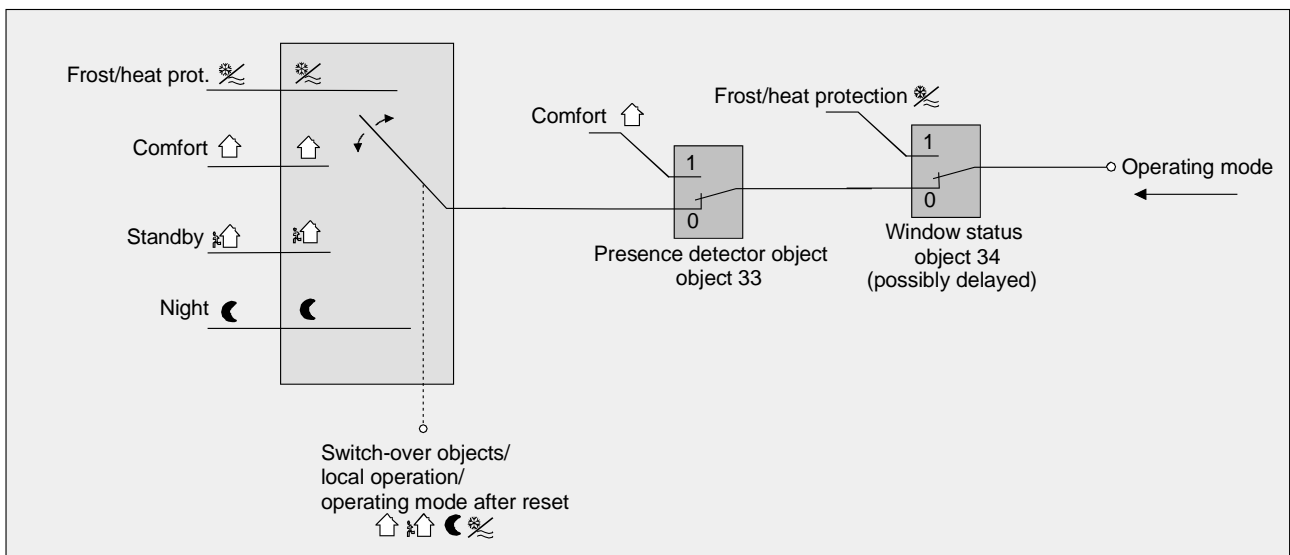 Frost/heat prot.
Comfort
Standby
Night
Switch-over objects/
local operation/
operating mode after reset
Comfort
1
0
Presence detector object
object 33
Frost/heat protection
1
0
Window status
object 34
(possibly delayed)
Operating mode